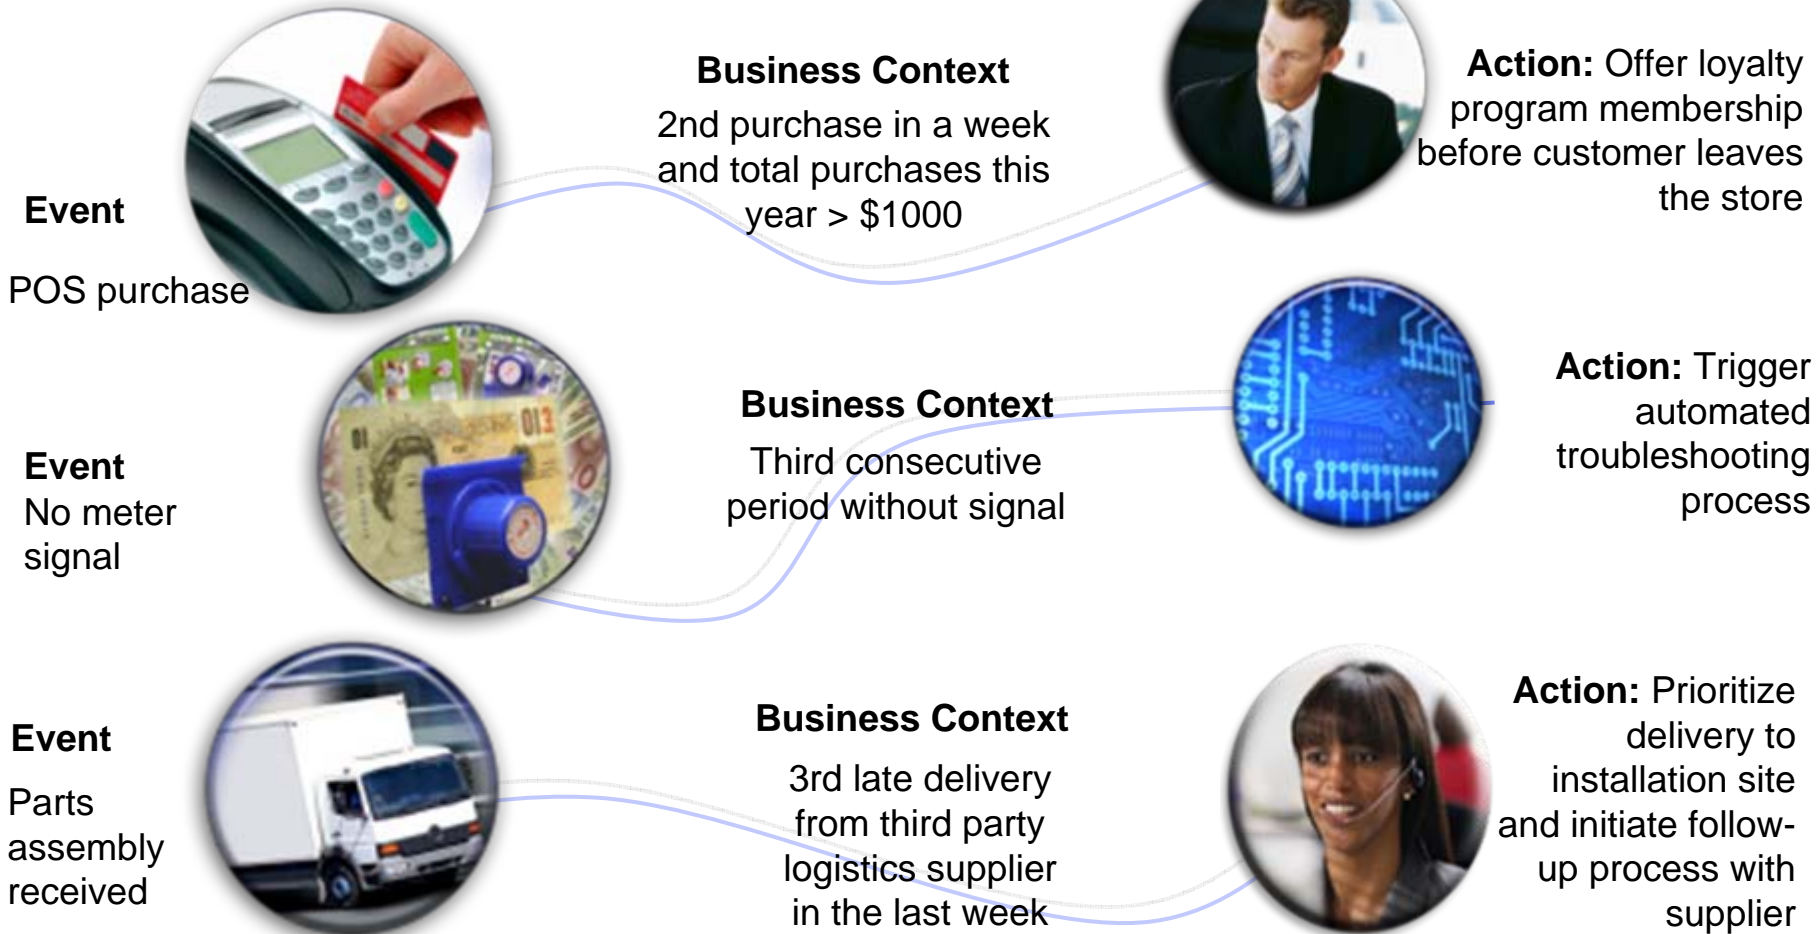 Event
POS purchase
Business Context
2nd purchase in a week
and total purchases this
year > $1000
Action: Offer loyalty
program membership
before customer leaves
the store
Event
No meter
signal
Business Context
Third consecutive
period without signal
Action: Trigger
automated
troubleshooting
process
Event
Parts
assembly
received
Business Context
3rd late delivery
from third party
logistics supplier
in the last week
Action: Prioritize
delivery to
installation site
and initiate follow-
up process with
supplier